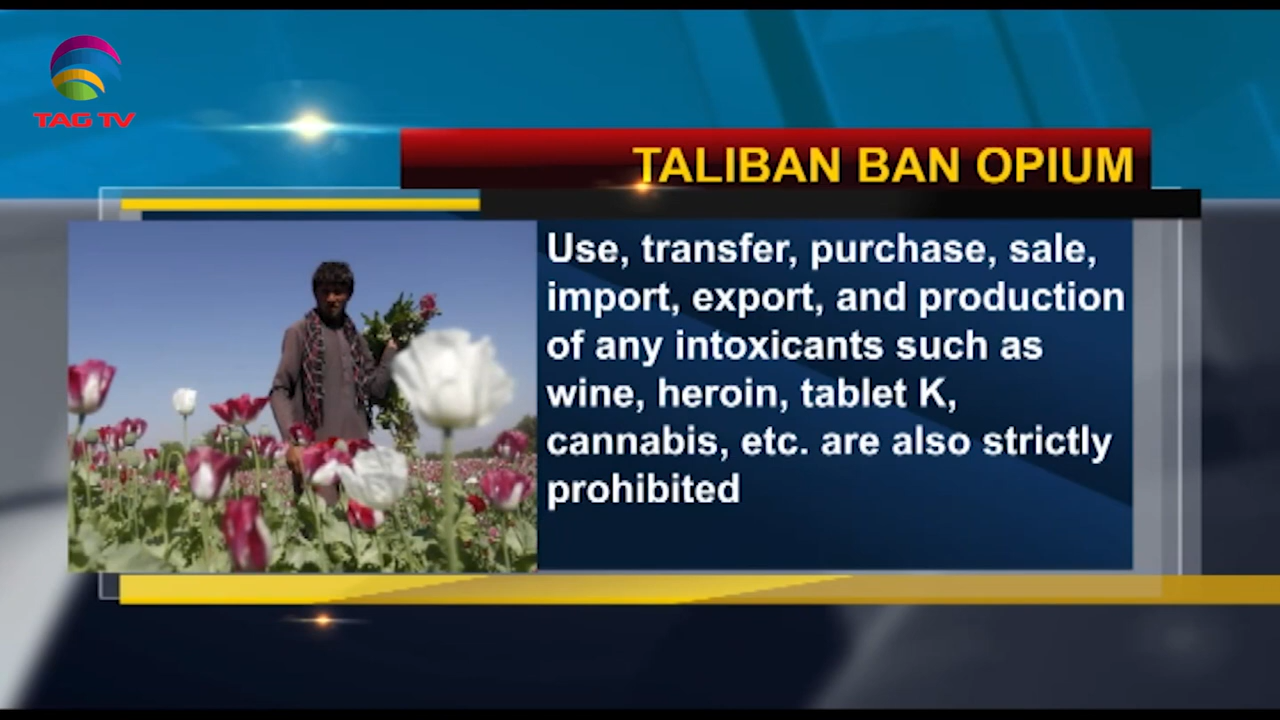 TAG TV
TALIBAN BAN OPIUM
Use, transfer, purchase, sale,
import, export, and production
of any intoxicants such as
wine, heroin, tablet K,
cannabis, etc. are also strictly
prohibited